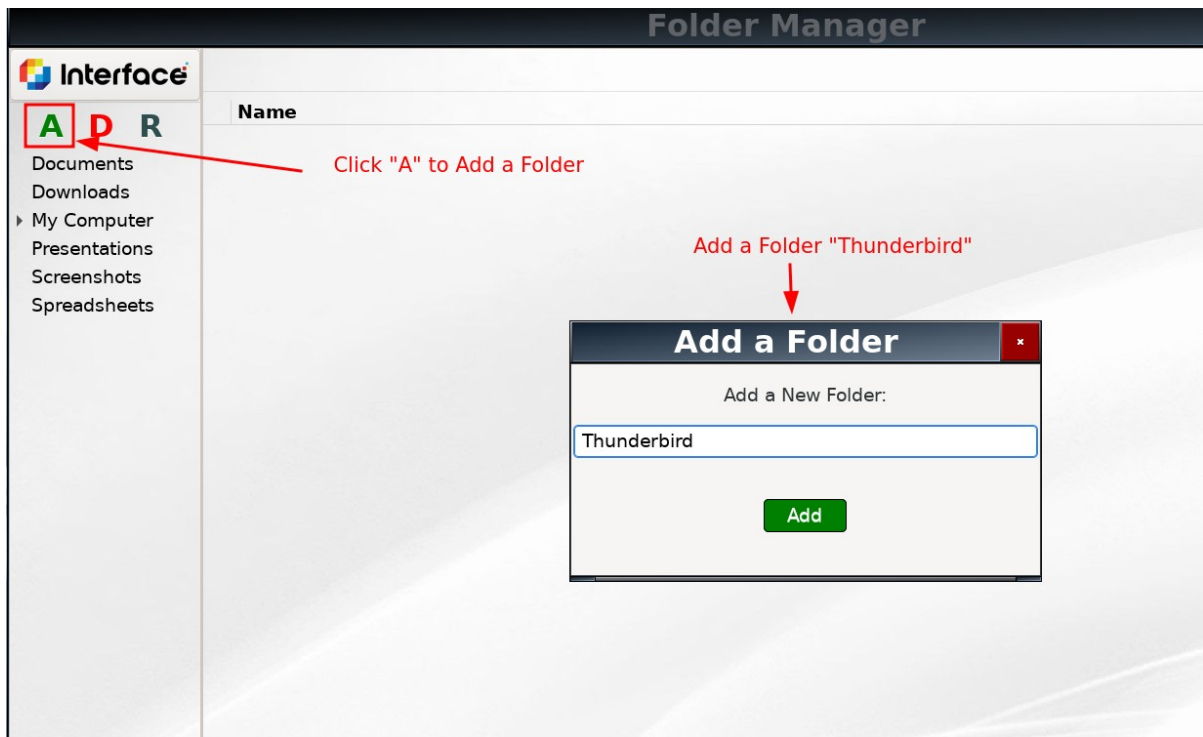 Folder Manager
Interface
Name
A D R
Click "A" to Add a Folder
Documents
Downloads
My Computer
Presentations
Screenshots
Spreadsheets
Add a Folder "Thunderbird"
Add a Folder
Add a New Folder:
Thunderbird
Add